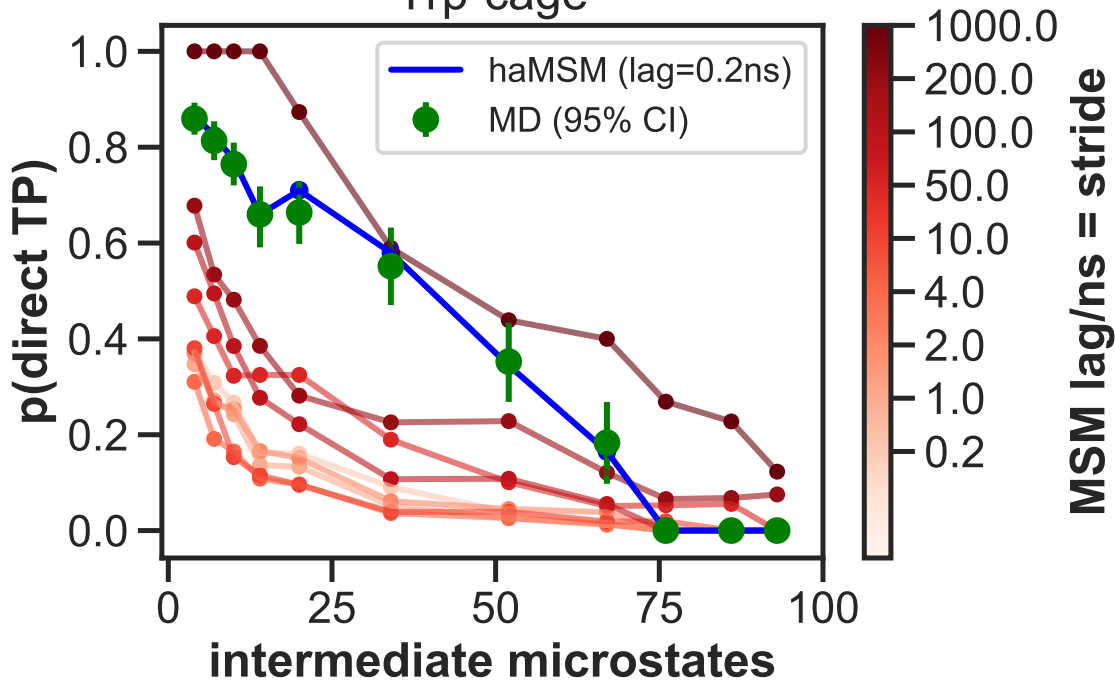 Trp-cage
haMSM (lag=0.2ns)
MD (95% CI)
p(direct TP)
1.0
0.8
0.6
0.4
0.2
0.0
0 25 50 75 100
intermediate microstates
1000.0
200.0
100.0
50.0
10.0
4.0
2.0
1.0
0.2
MSM lag/ns = stride